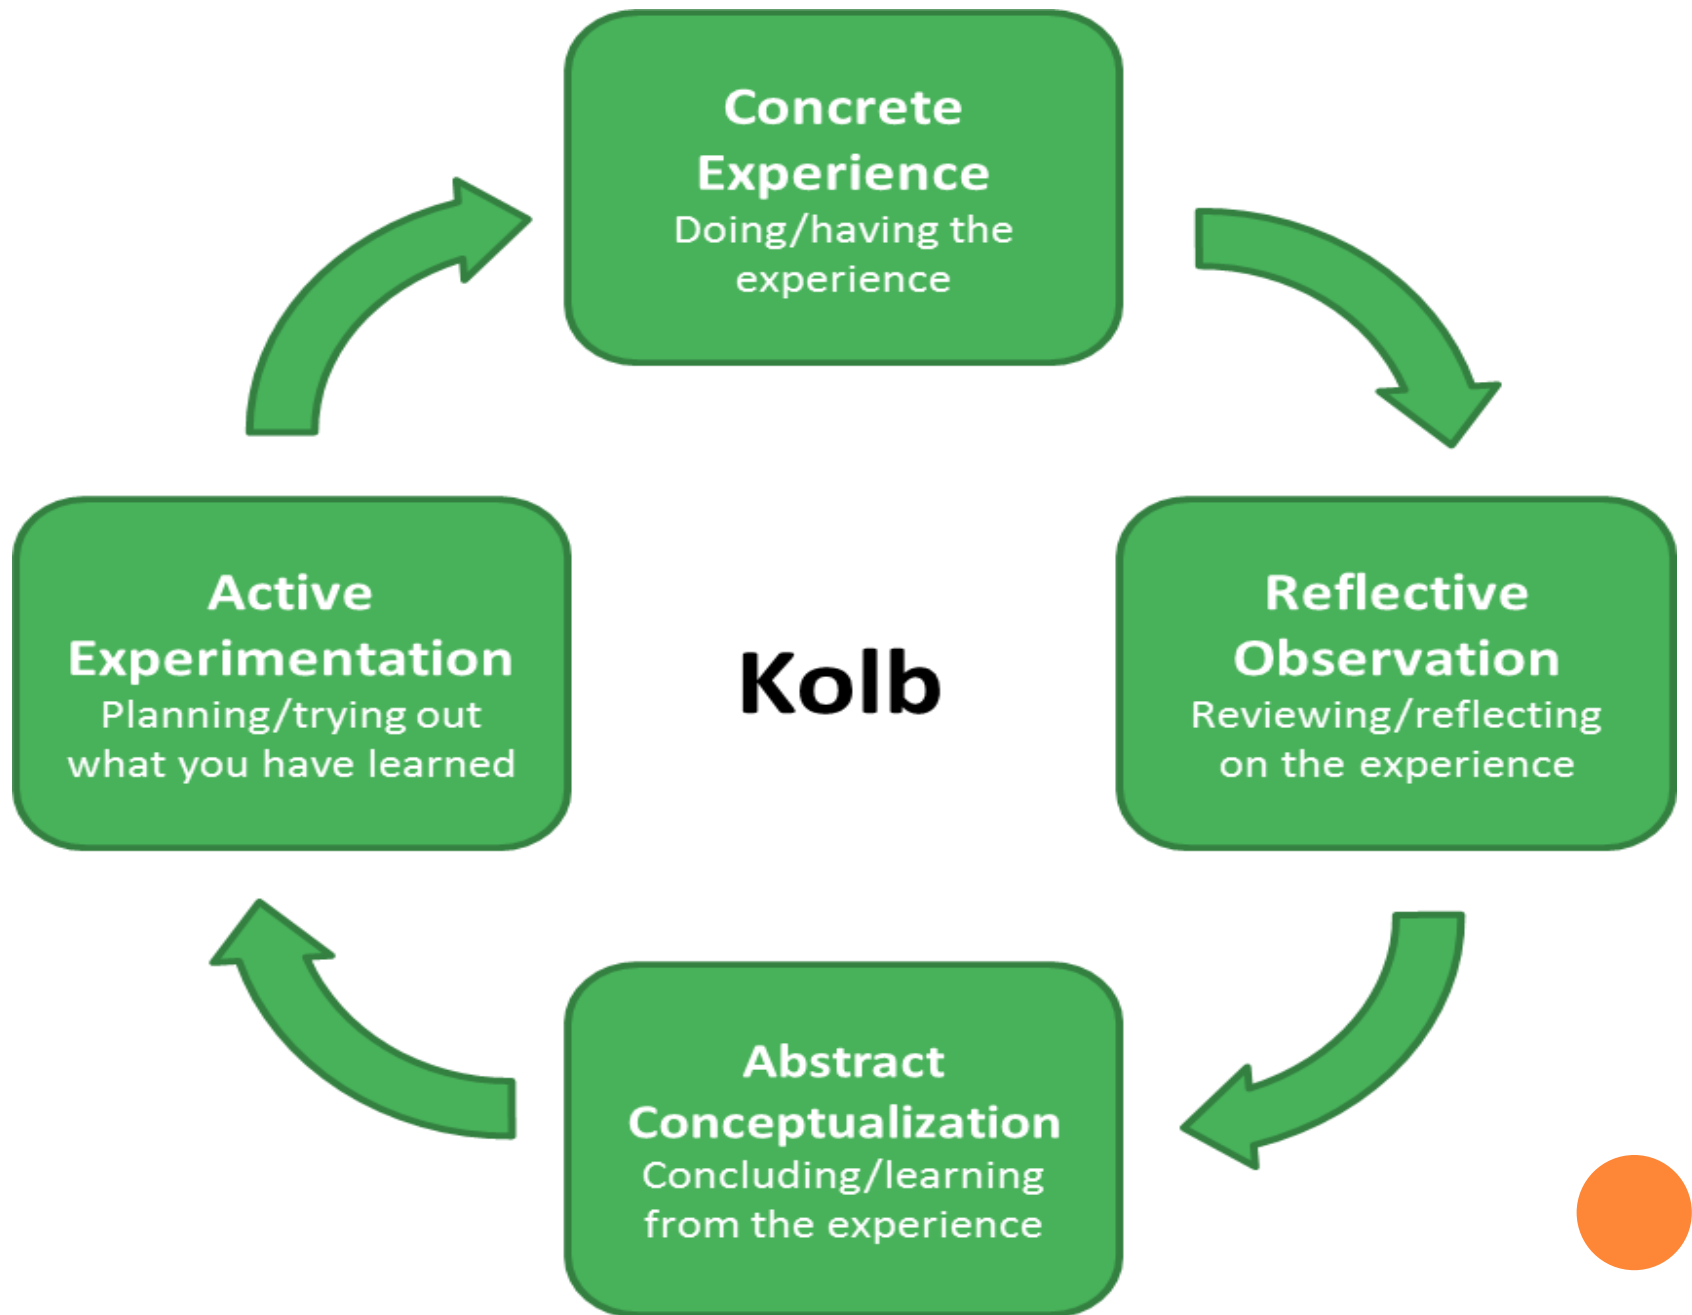 Concrete
Experience
Doing/having the
experience
Reflective
Observation
Reviewing/reflecting
on the experience
Abstract
Conceptualization
Concluding/learning
from the experience
Active
Experimentation
Planning/trying out
what you have learned
Kolb